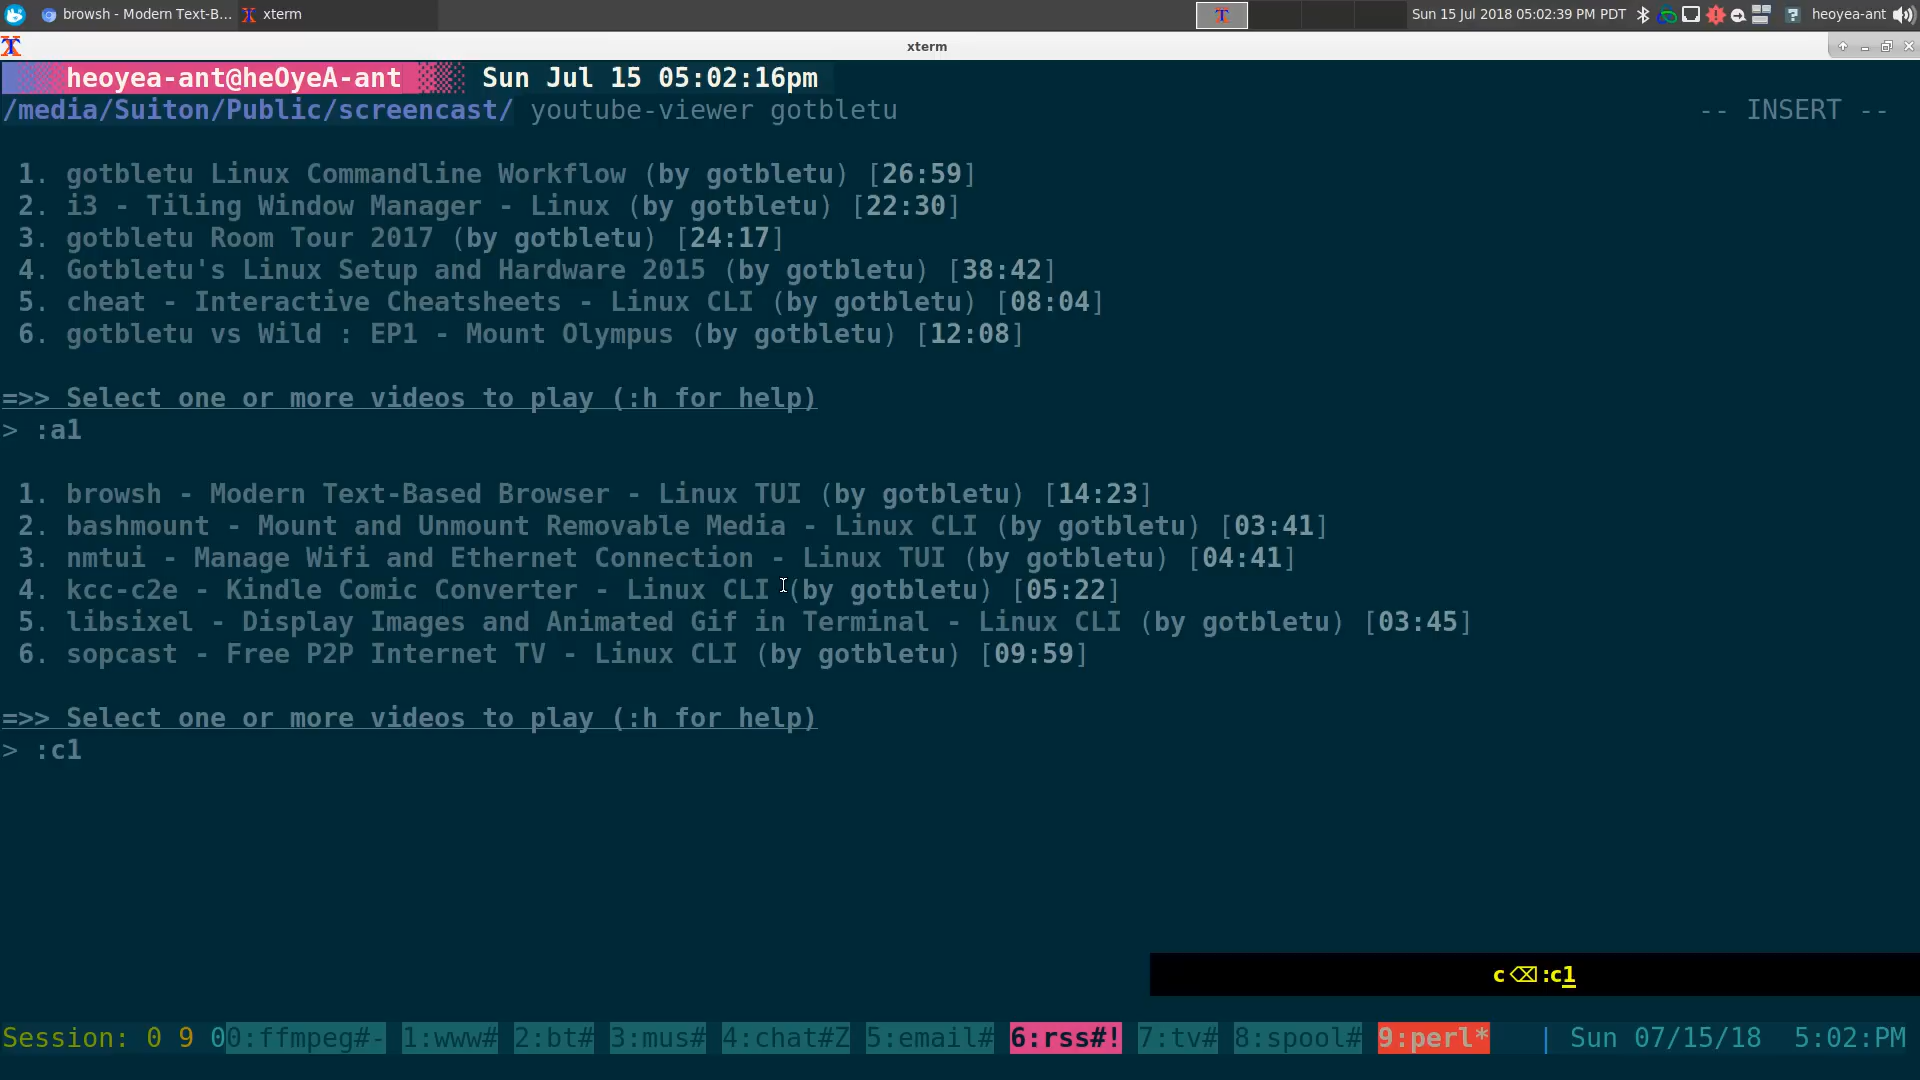 browsh - Modern Text-B... xterm Sun 15 Jul 2018 05:02:39 PM PDT heoyea-ant
xterm
heoyea-ant@heOyeA-ant Sun Jul 15 05:02:16pm
/media/Suiton/Public/screencast/ youtube-viewer gotbletu -- INSERT --
1. gotbletu Linux Commandline Workflow (by gotbletu) [26:59]
2. i3 - Tiling Window Manager - Linux (by gotbletu) [22:30]
3. gotbletu Room Tour 2017 (by gotbletu) [24:17]
4. Gotbletu's Linux Setup and Hardware 2015 (by gotbletu) [38:42]
5. cheat - Interactive Cheatsheets - Linux CLI (by gotbletu) [08:04]
6. gotbletu vs Wild : EP1 - Mount Olympus (by gotbletu) [12:08]
=>> Select one or more videos to play (:h for help)
> :a1
1. browsh - Modern Text-Based Browser - Linux TUI (by gotbletu) [14:23]
2. bashmount - Mount and Unmount Removable Media - Linux CLI (by gotbletu) [03:41]
3. nmtui - Manage Wifi and Ethernet Connection - Linux TUI (by gotbletu) [04:41]
4. kcc-c2e - Kindle Comic Converter - Linux CLI (by gotbletu) [05:22]
5. libsixel - Display Images and Animated Gif in Terminal - Linux CLI (by gotbletu) [03:45]
6. sopcast - Free P2P Internet TV - Linux CLI (by gotbletu) [09:59]
=>> Select one or more videos to play (:h for help)
> :c1
c⌫:c1
Session: 0 9 00:ffmpeg#- 1:www# 2:bt# 3:mus# 4:chat#Z 5:email# 6:rss#! 7:tv# 8:spool# 9:perl* | Sun 07/15/18 5:02:PM